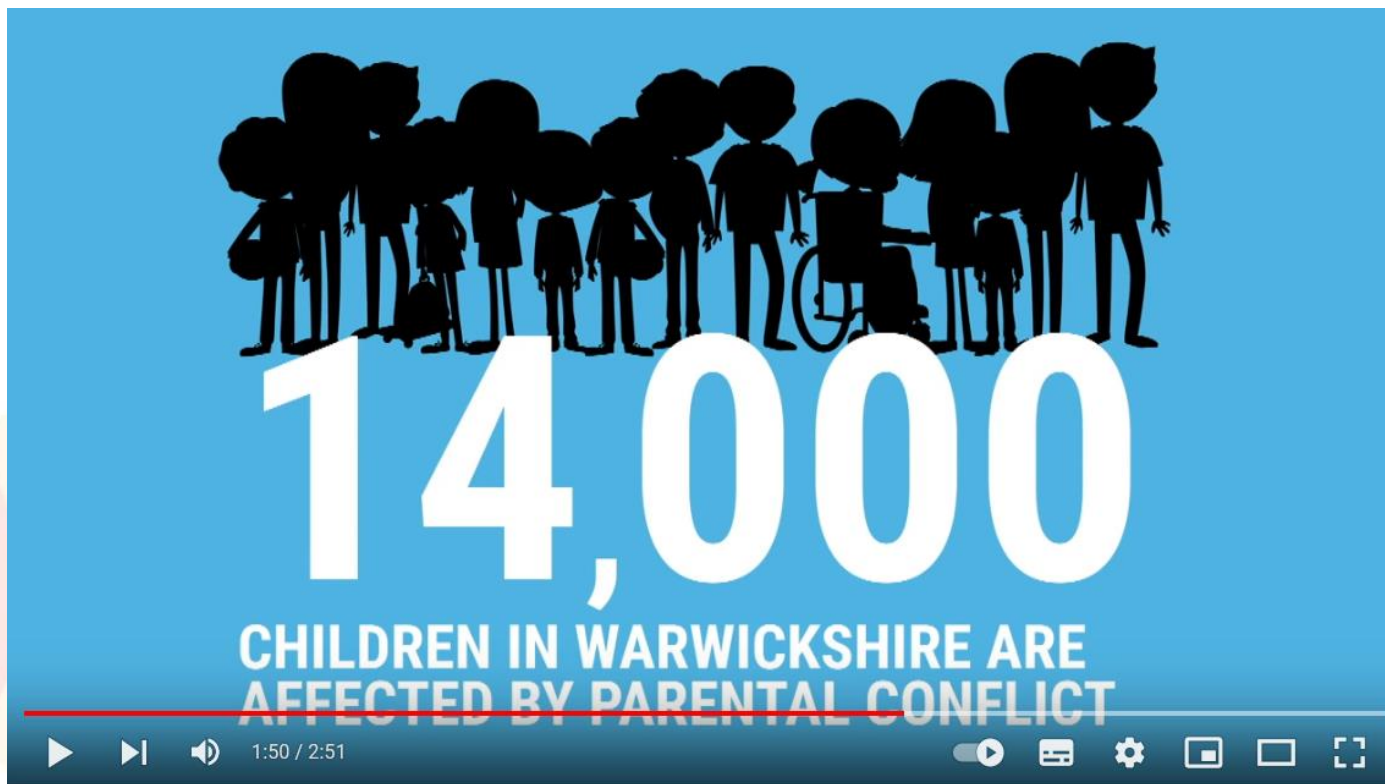 14,000
CHILDREN IN WARWICKSHIRE ARE
AFFECTED BY PARENTAL CONFLICT
1:50 / 2:51